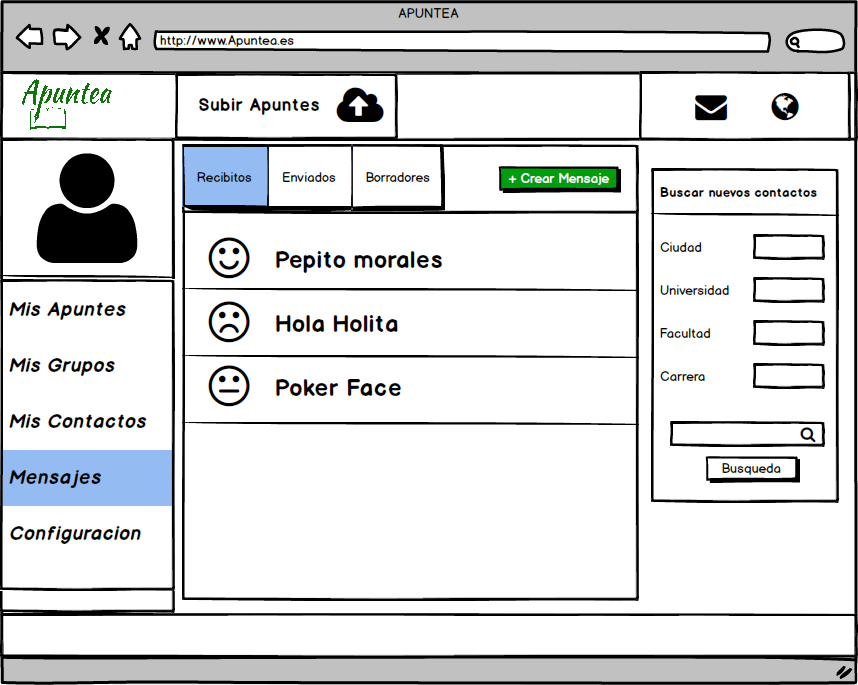 APUNTEA
http://www.Apuntea.es
Apuntea
Subir Apuntes
Recibitos
Enviados
Borradores
+ Crear Mensaje
Pepito morales
Hola Holita
Poker Face
Mis Apuntes
Mis Grupos
Mis Contactos
Mensajes
Configuracion
Buscar nuevos contactos
Ciudad
Universidad
Facultad
Carrera
Busqueda